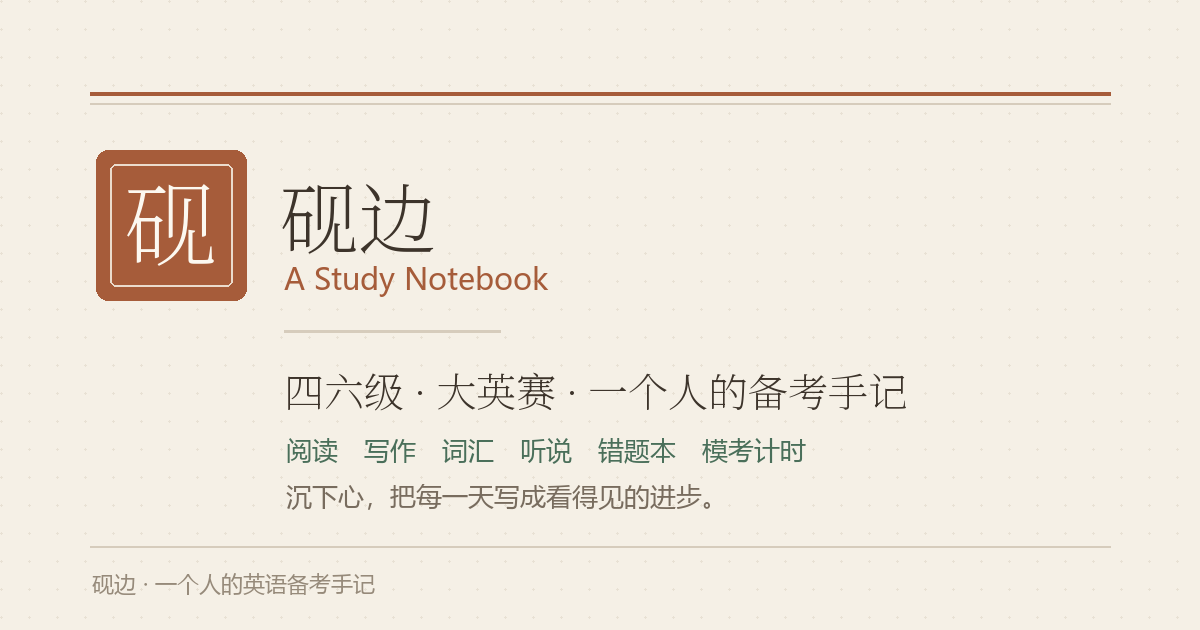 砚
砚边
A Study Notebook
四六级 · 大英赛 · 一个人的备考手记
阅读 写作 词汇 听说 错题本 模考计时
沉下心，把每一天写成看得见的进步。
砚边 · 一个人的英语备考手记